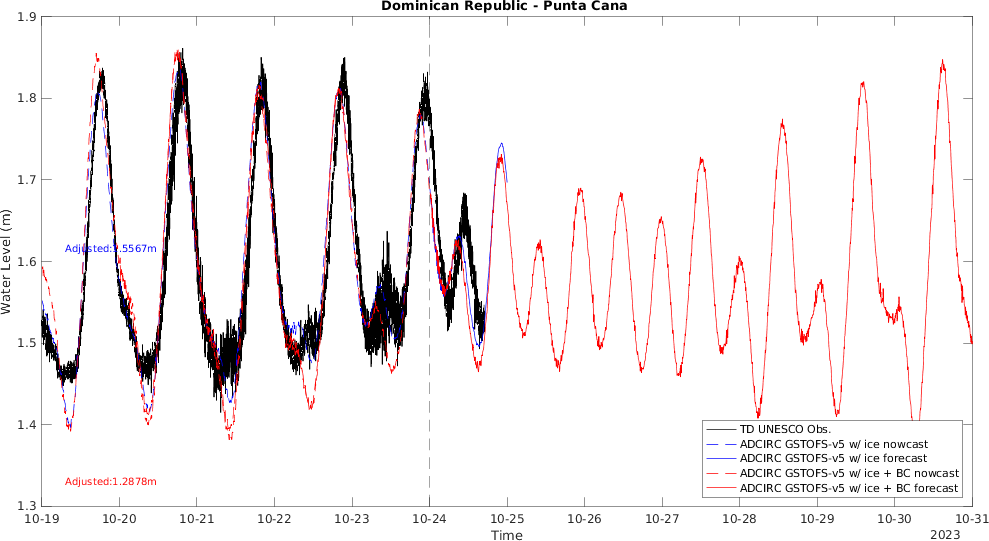 Dominican Republic - Punta Cana
Water Level (m)
1.9
1.8
1.7
1.6
1.5
1.4
1.3
Adjusted:1.2878m
TD UNESCO Obs.
ADCIRC GSTOFS-v5 w/ ice nowcast
ADCIRC GSTOFS-v5 w/ ice forecast
ADCIRC GSTOFS-v5 w/ ice + BC nowcast
ADCIRC GSTOFS-v5 w/ ice + BC forecast
10-19 10-20 10-21 10-22 10-23 10-24 10-25 10-26 10-27 10-28 10-29 10-30 10-31
Time
2023